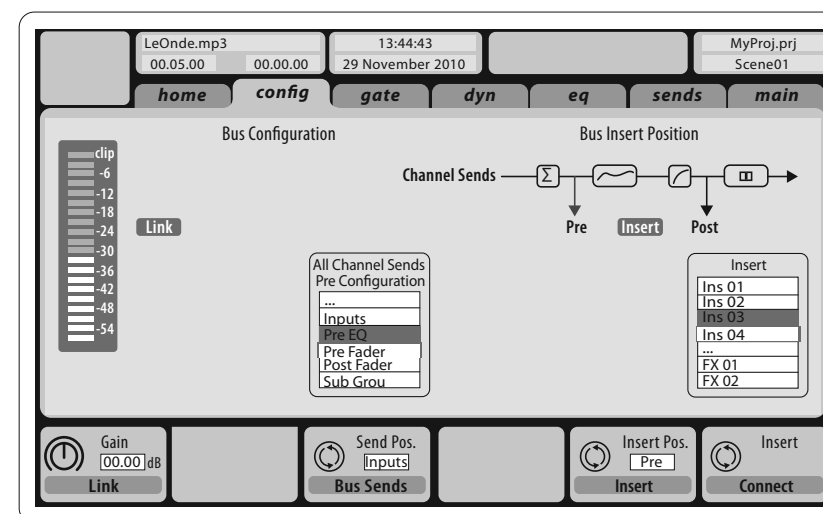 LeOnde.mp3
00.05.00 00.00.00
13:44:43
29 November 2010
MyProj.prj
Scene01
home config gate dyn eq sends main
Bus Configuration
Bus Insert Position
clip
-6
-12
-18
-24
-30
-36
-42
-48
-54
Link
Channel Sends
Σ
Pre Insert Post
All Channel Sends
Pre Configuration
...
Inputs
Pre EQ
Pre Fader
Post Fader
Sub Grou
Insert
Ins 01
Ins 02
Ins 03
Ins 04
...
FX 01
FX 02
Gain
00.00 dB
Link
Send Pos.
Inputs
Bus Sends
Insert Pos.
Pre
Insert
Insert
Connect